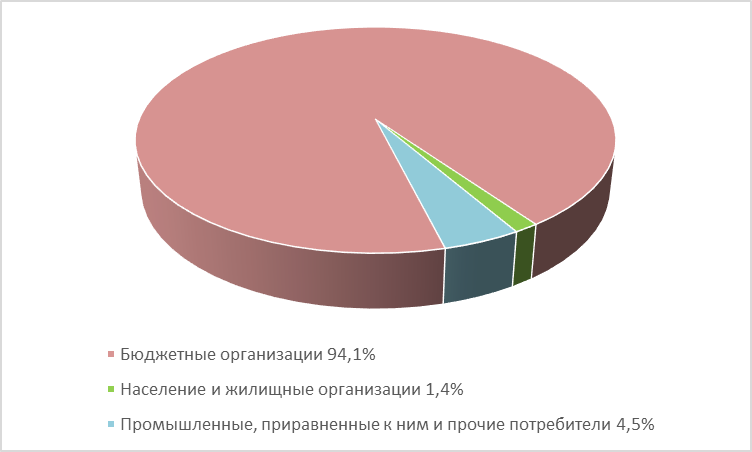 Бюджетные организации 94,1%
Население и жилищные организации 1,4%
Промышленные, приравненные к ним и прочие потребители 4,5%